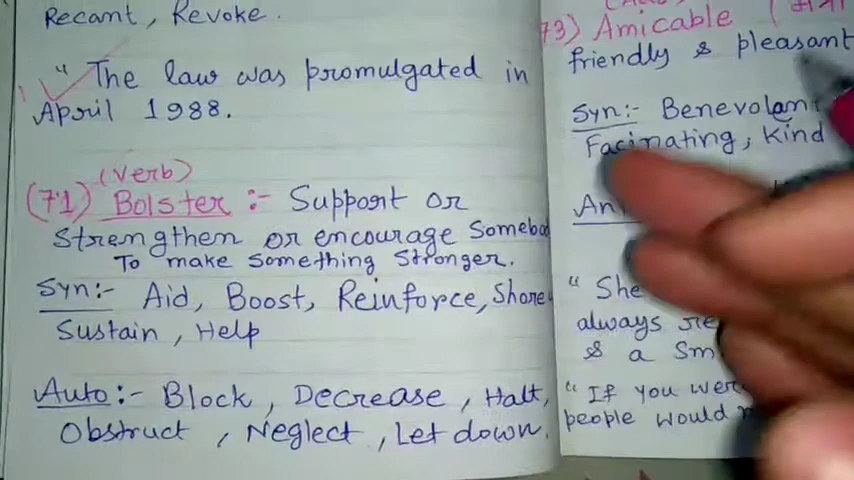 Recant, Revoke.
"The law was promulgated in
April 1988.
(verb)
(71) Bolster :- Support or
strengthen or encourage Somebod
To make something stronger.
Syn:- Aid, Boost, Reinforce, Shore
Sustain, Help
Anto:- Block, Decrease, Halt,
Obstruct, Neglect, Let down.
73) Amicable (
friendly & pleasant
Syn:- Benevolen
Facinating, Kind
An
"She
always
& a Sm
"If you were
people would